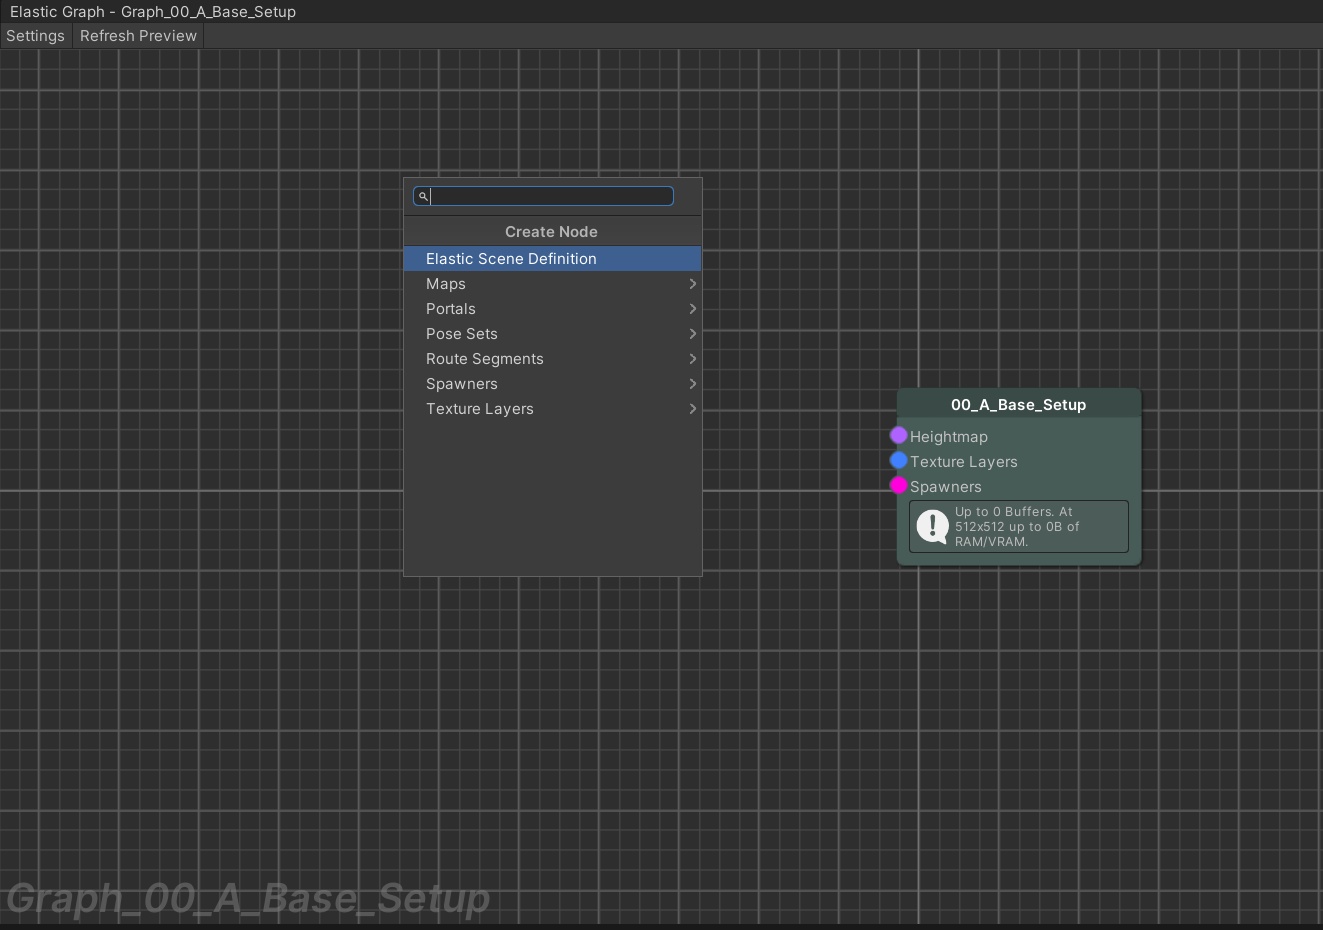 Elastic Graph - Graph_00_A_Base_Setup
Settings
Refresh Preview
Create Node
Elastic Scene Definition
Maps
Portals
Pose Sets
Route Segments
Spawners
Texture Layers
00_A_Base_Setup
Heightmap
Texture Layers
Spawners
Up to 0 Buffers. At
512x512 up to 0B of
RAM/VRAM.
Graph_00_A_Base_Setup